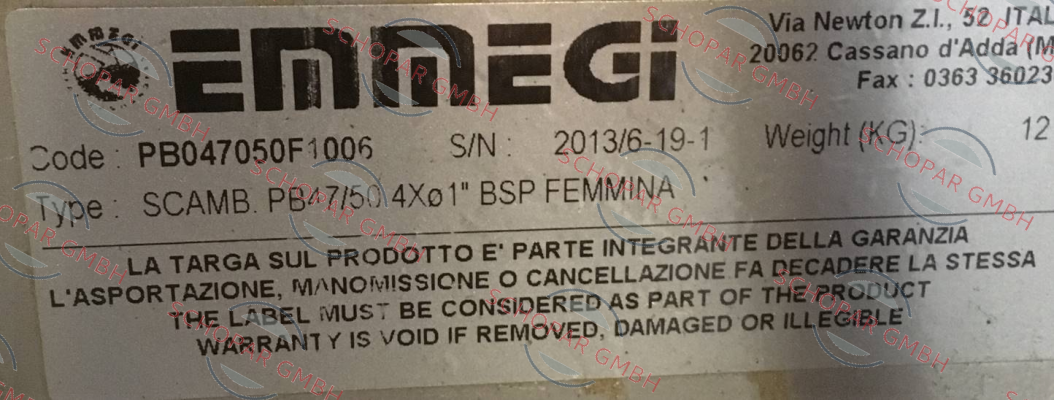 EMMEGI
EMMEGi
Via Newton Z.I., 52 ITAL
20062 Cassano d'Adda (M
Fax : 0363 36023
Code : PB047050F1006 S/N : 2013/6-19-1 Weight (KG): 12
Type : SCAMB. PB47/50 4Xø1" BSP FEMMINA
LA TARGA SUL PRODOTTO E' PARTE INTEGRANTE DELLA GARANZIA
L'ASPORTAZIONE, MANOMISSIONE O CANCELLAZIONE FA DECADERE LA STESSA
THE LABEL MUST BE CONSIDERED AS PART OF THE PRODUCT
WARRANTY IS VOID IF REMOVED, DAMAGED OR ILLEGIBLE
SCHOPAR GMBH